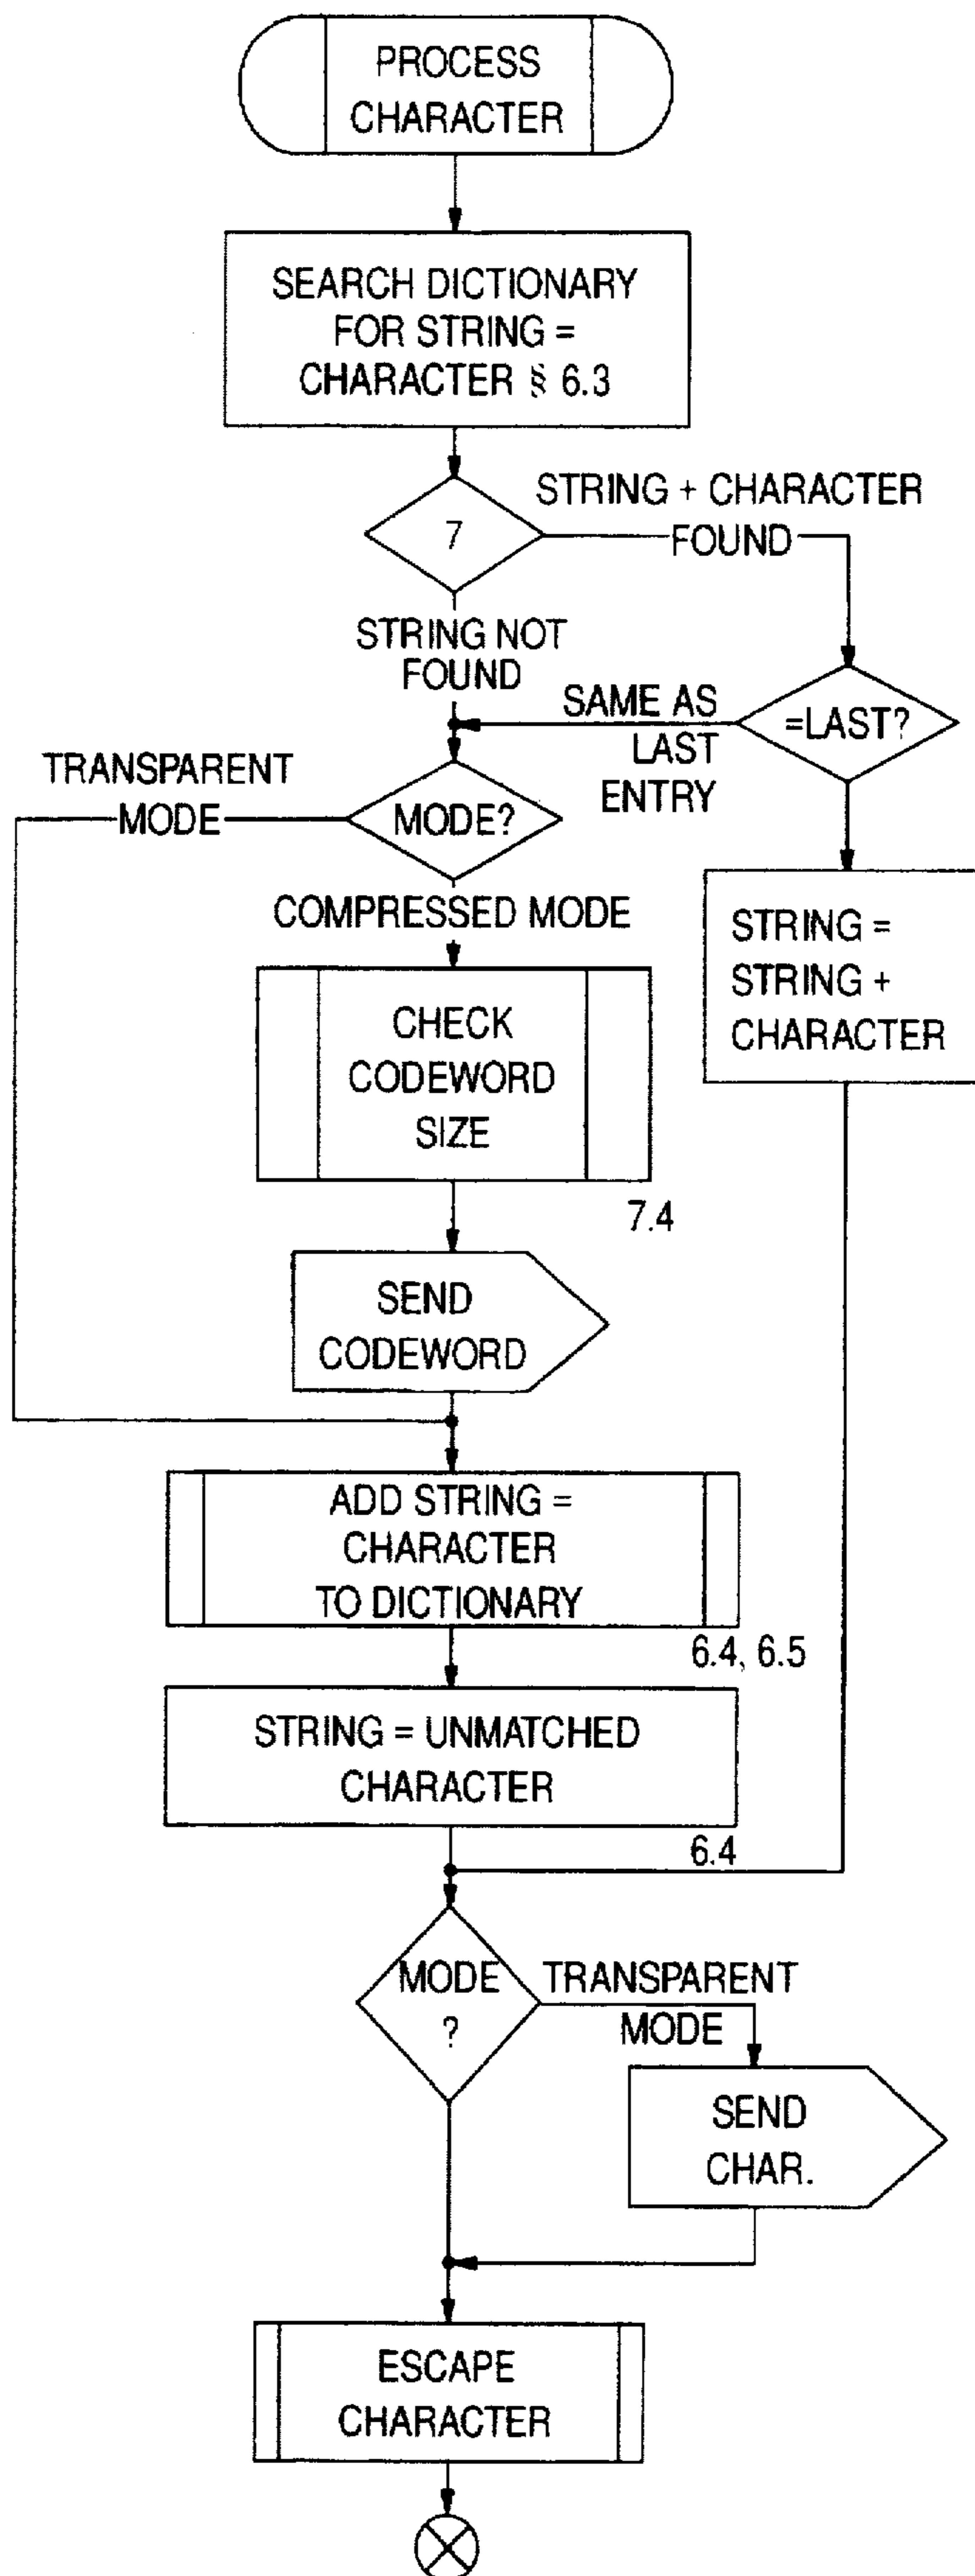 PROCESS
CHARACTER
SEARCH DICTIONARY
FOR STRING =
CHARACTER § 6.3
7
STRING + CHARACTER
FOUND
STRING NOT
FOUND
SAME AS
LAST
ENTRY
=LAST?
TRANSPARENT
MODE
MODE?
COMPRESSED MODE
STRING =
STRING +
CHARACTER
CHECK
CODEWORD
SIZE
7.4
SEND
CODEWORD
ADD STRING =
CHARACTER
TO DICTIONARY
6.4, 6.5
STRING = UNMATCHED
CHARACTER
6.4
MODE
?
TRANSPARENT
MODE
SEND
CHAR.
ESCAPE
CHARACTER